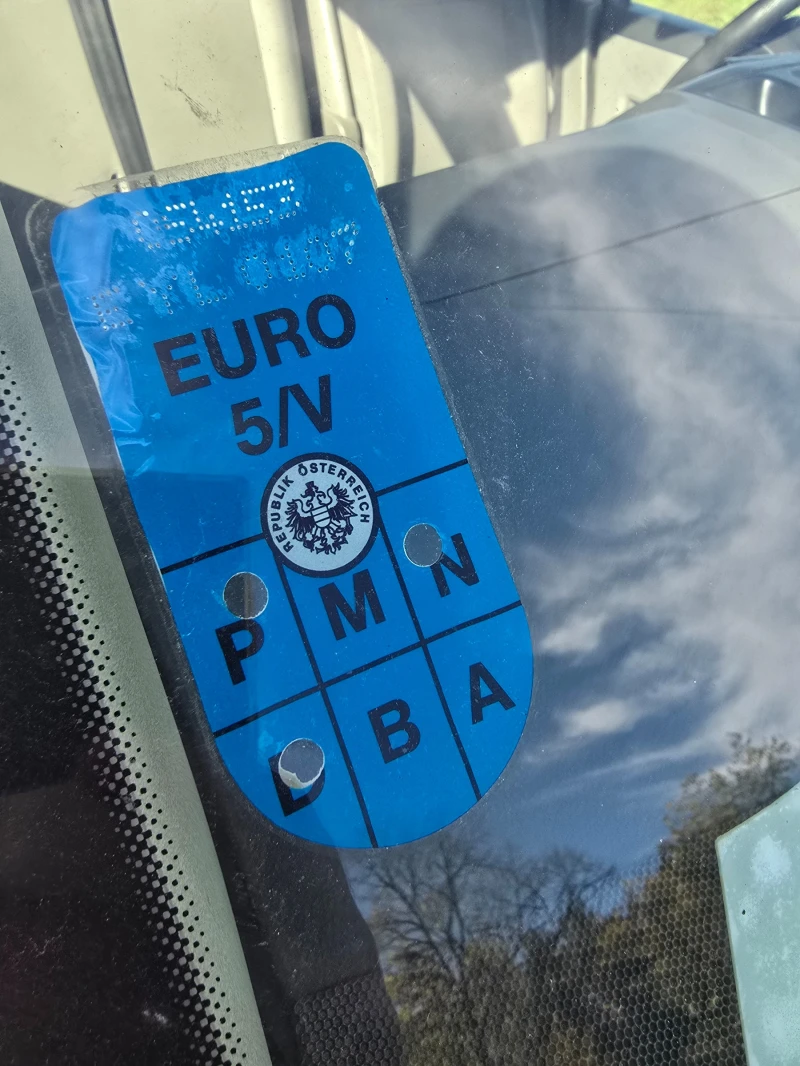 EURO
5/V
REPUBLIK ÖSTERREICH
P M N
D B A